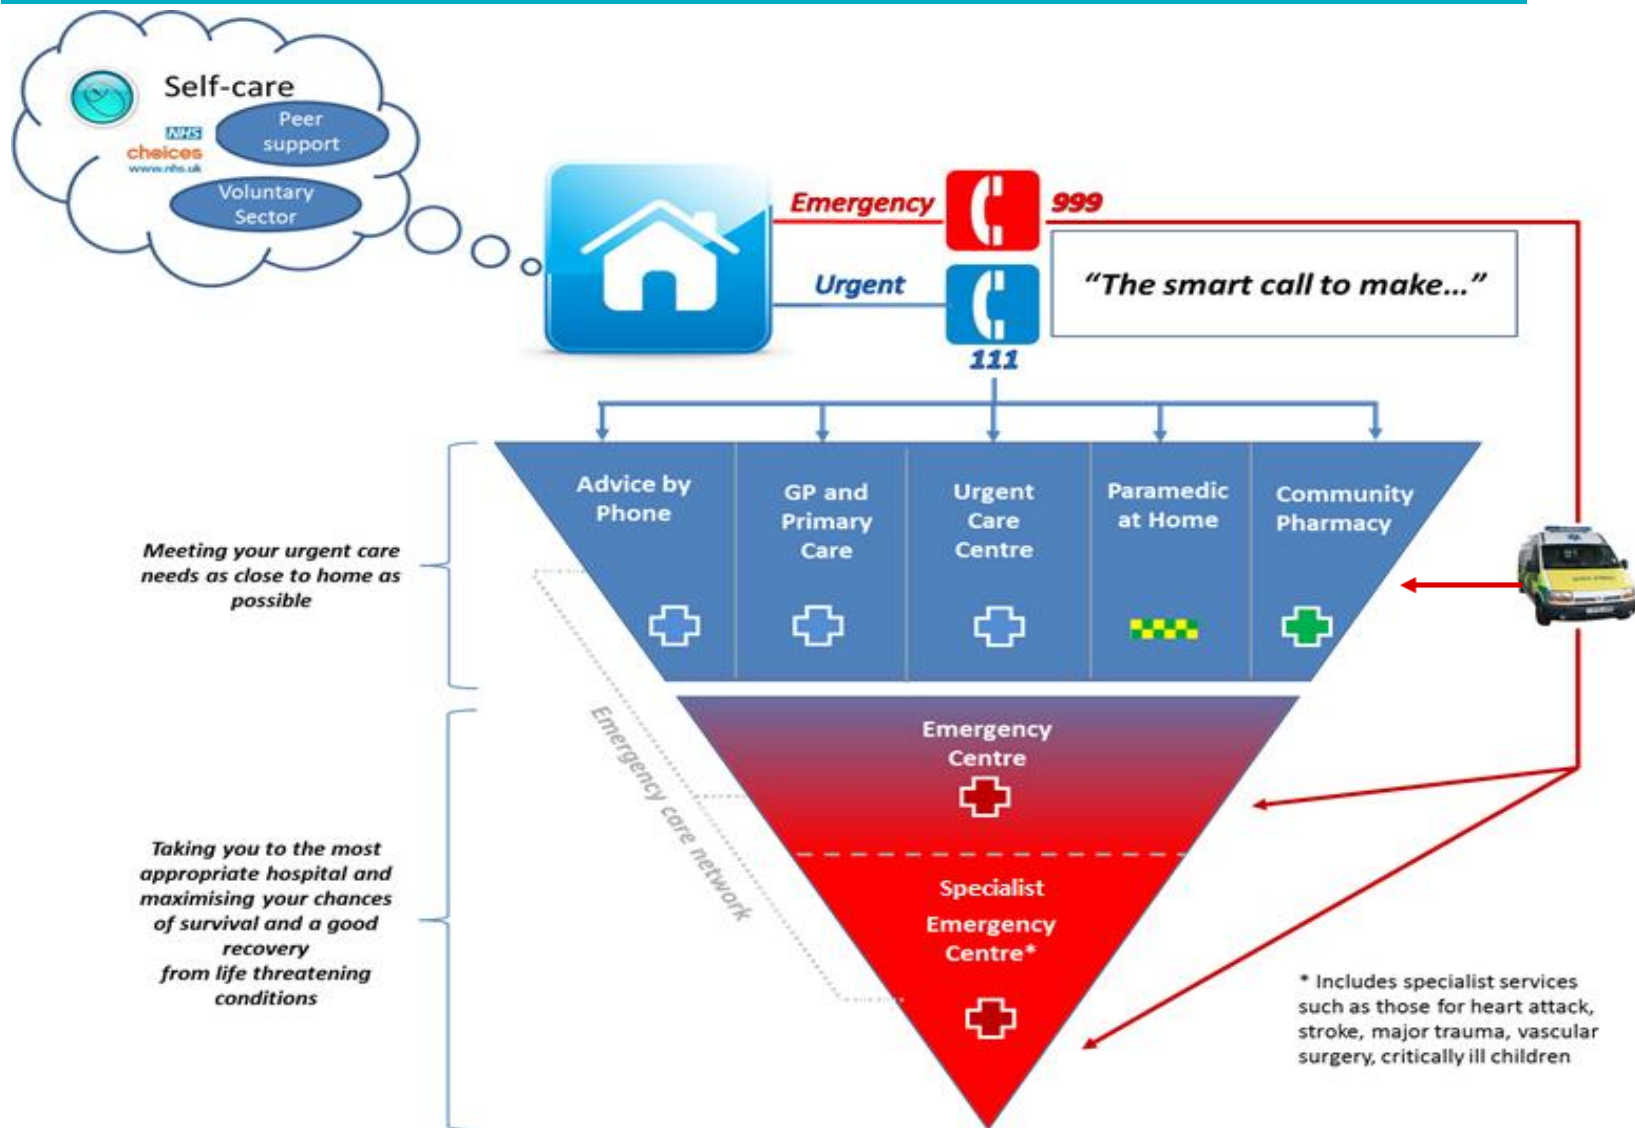 Self-care
Peer
support
NHS
choices
www.nhs.uk
Voluntary
Sector
Emergency
999
Urgent
111
“The smart call to make...”
Advice by
Phone
GP and
Primary
Care
Urgent
Care
Centre
Paramedic
at Home
Community
Pharmacy
Meeting your urgent care
needs as close to home as
possible
Emergency care network
Emergency
Centre
Specialist
Emergency
Centre*
Taking you to the most
appropriate hospital and
maximising your chances
of survival and a good
recovery
from life threatening
conditions
* Includes specialist services
such as those for heart attack,
stroke, major trauma, vascular
surgery, critically ill children